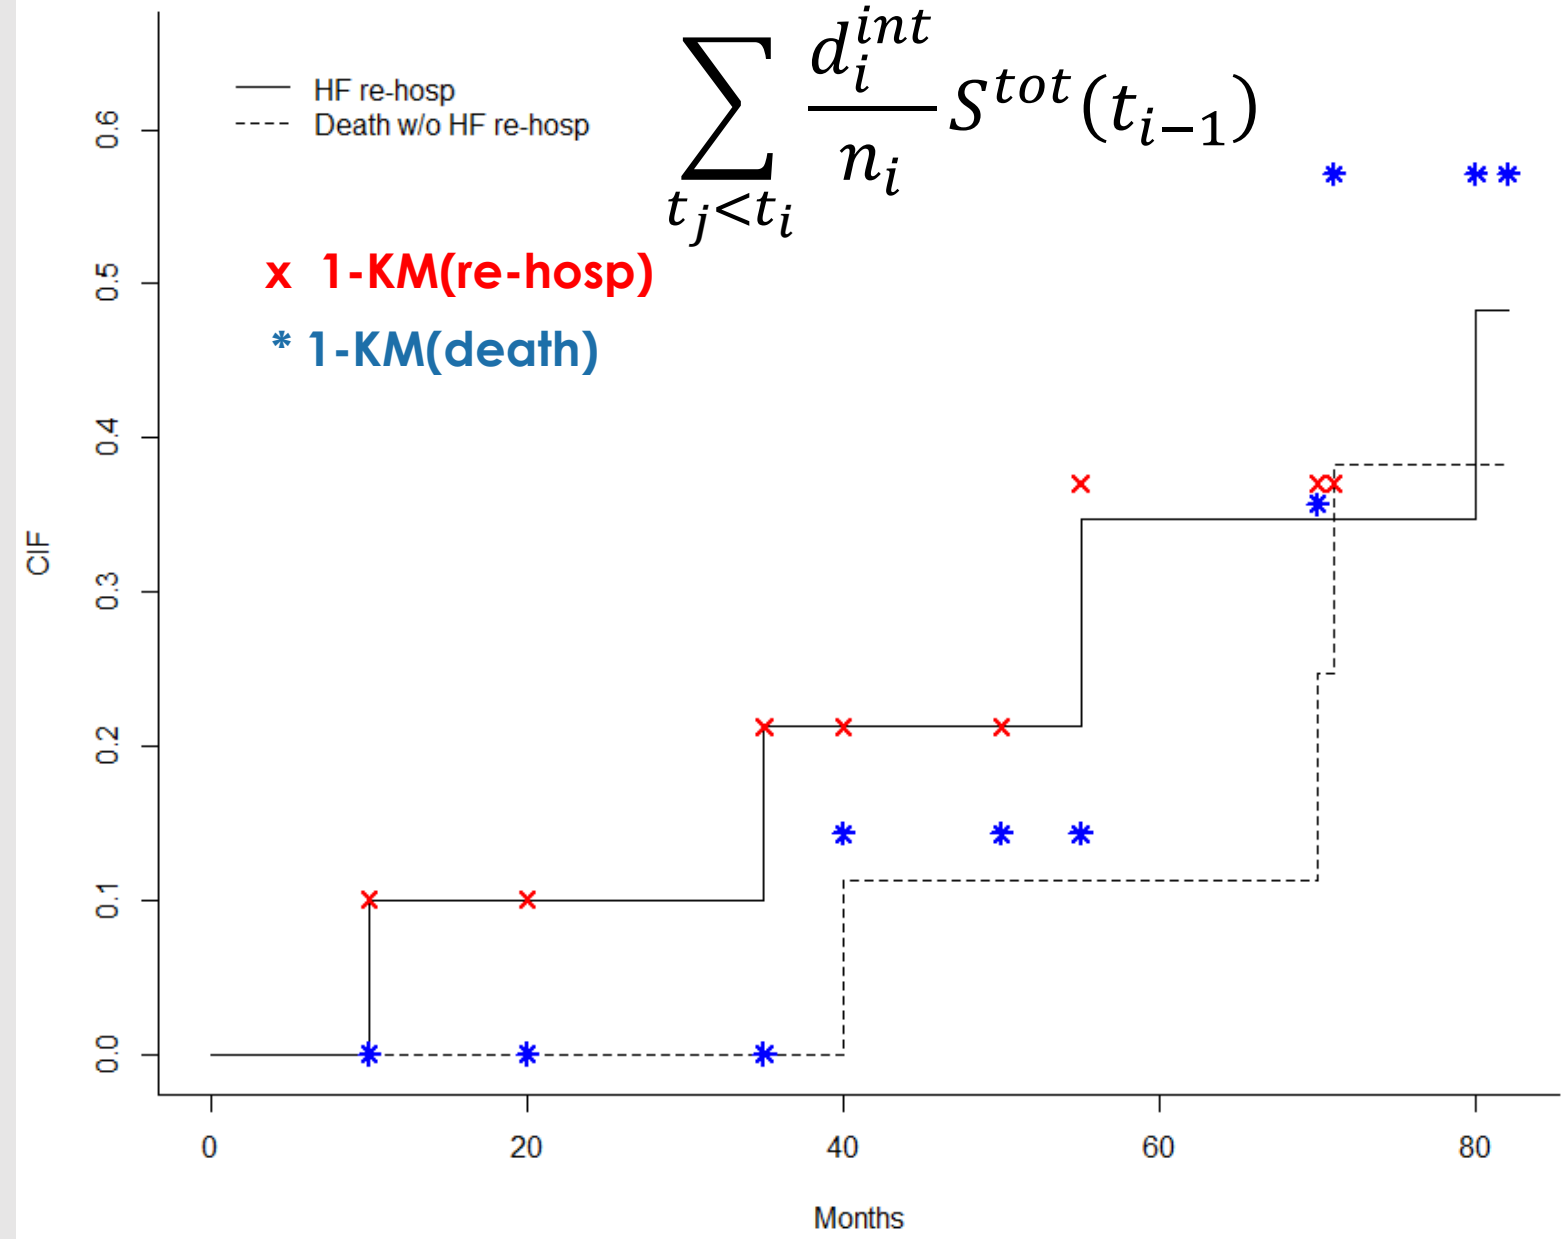 HF re-hosp
Death w/o HF re-hosp
∑_{t_j<t_i} \frac{d_i^{int}}{n_i} S^{tot}(t_{i−1})
x 1-KM(re-hosp)
* 1-KM(death)
CIF
0.6
0.5
0.4
0.3
0.2
0.1
0.0
0 20 40 60 80
Months